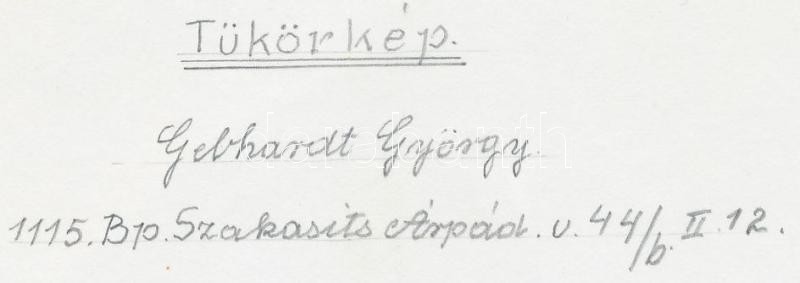 Tükörkép.
Gebhardt György.
1115. Bp. Szakasits Árpád. u. 44/b. II. 12.